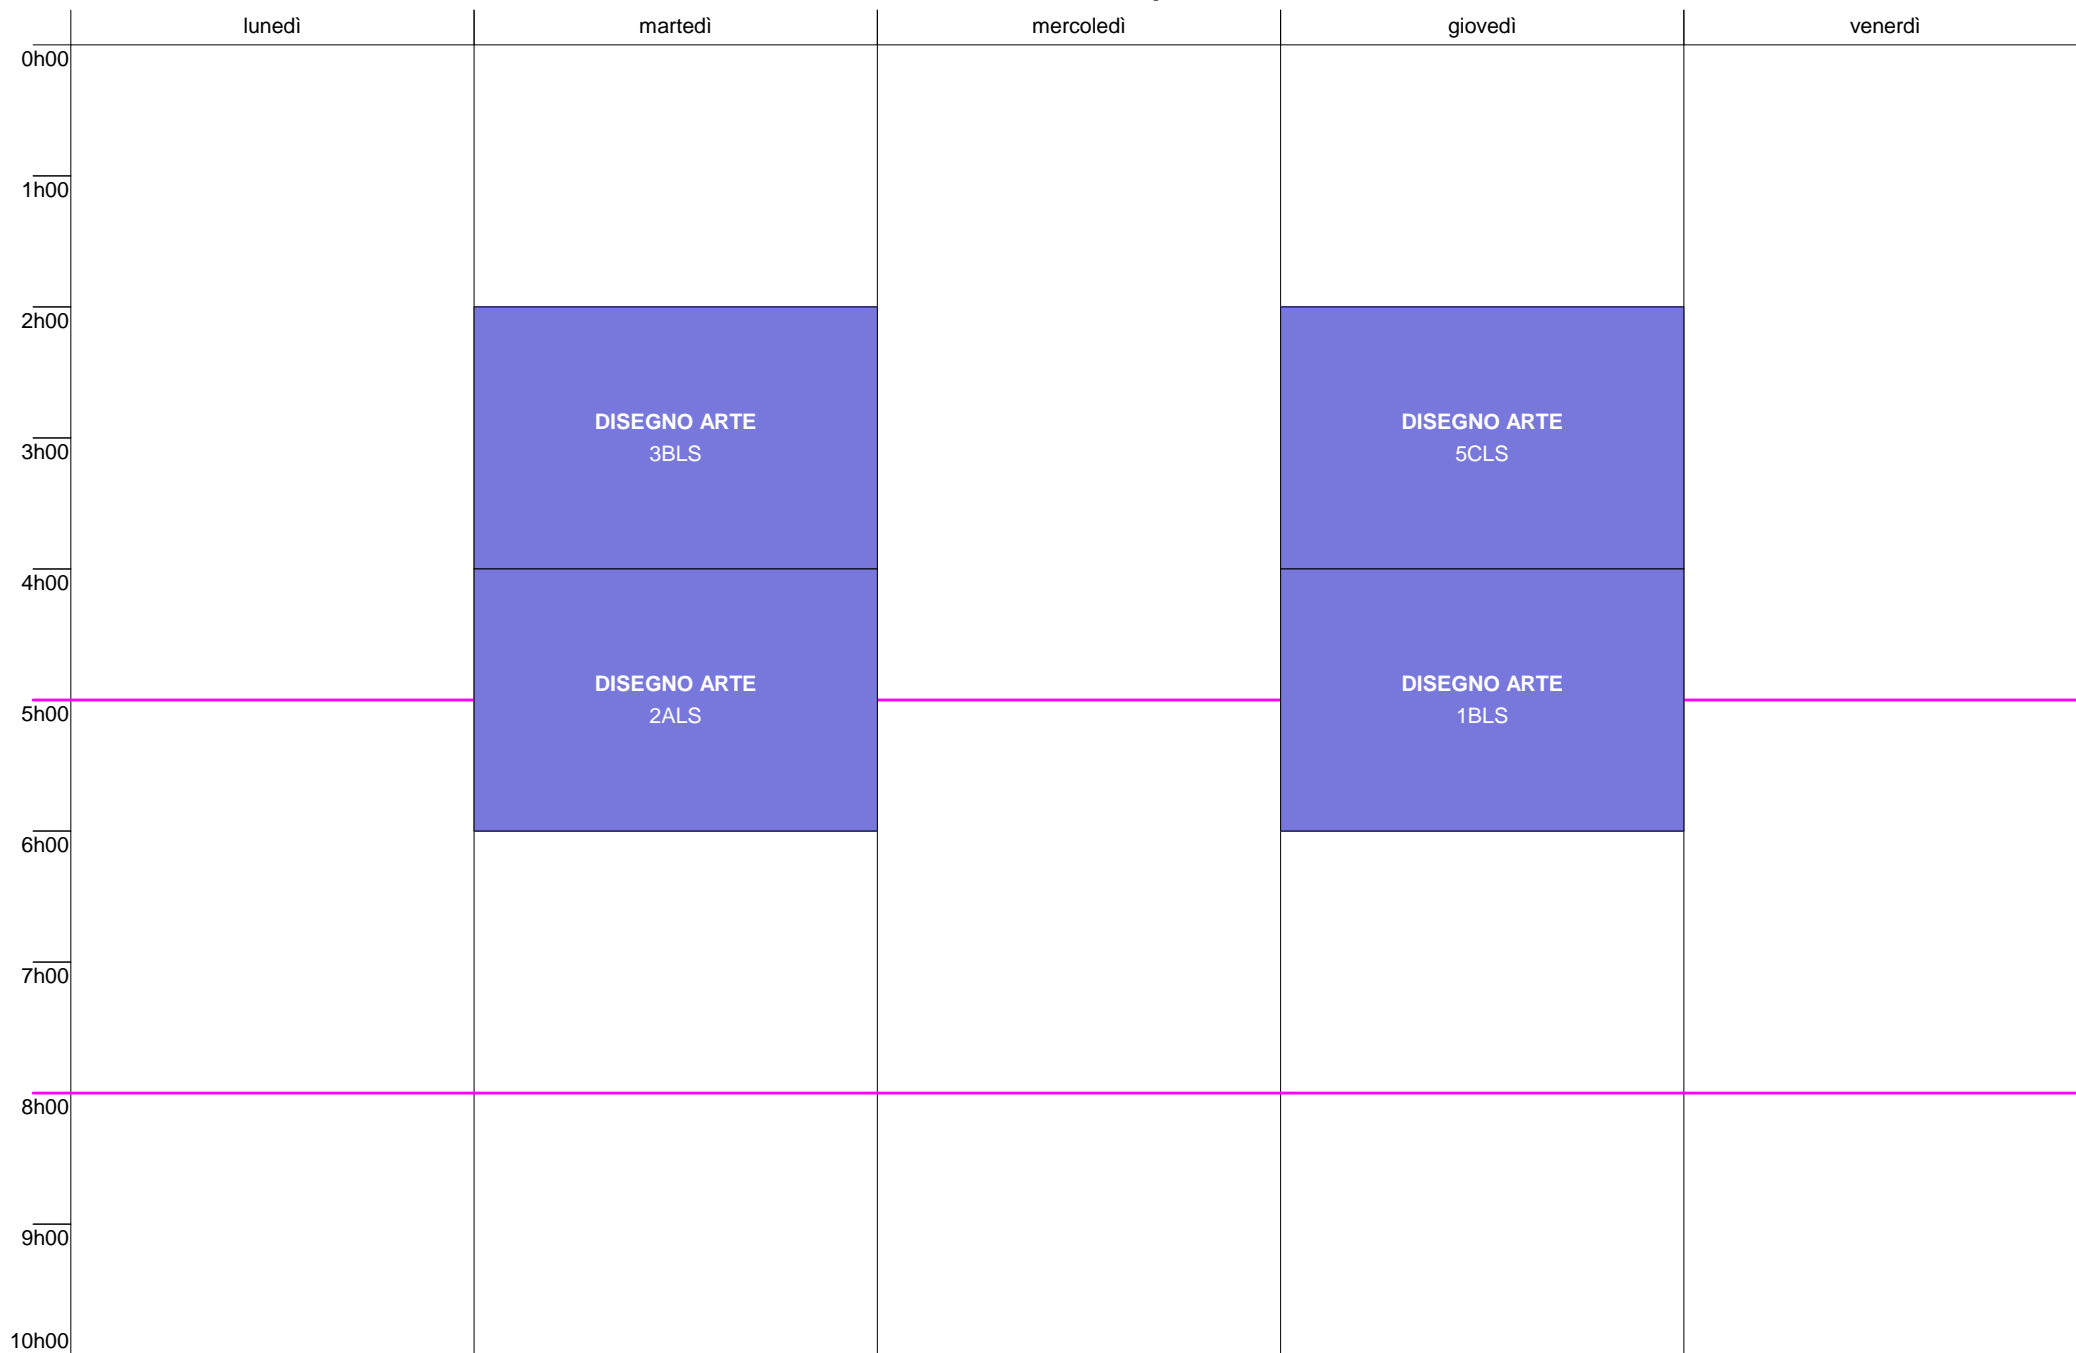 lunedì martedì mercoledì giovedì venerdì
0h00
1h00
2h00
DISEGNO ARTE DISEGNO ARTE
3h00 3BLS 5CLS
4h00
DISEGNO ARTE DISEGNO ARTE
5h00 2ALS 1BLS
6h00
7h00
8h00
9h00
10h00